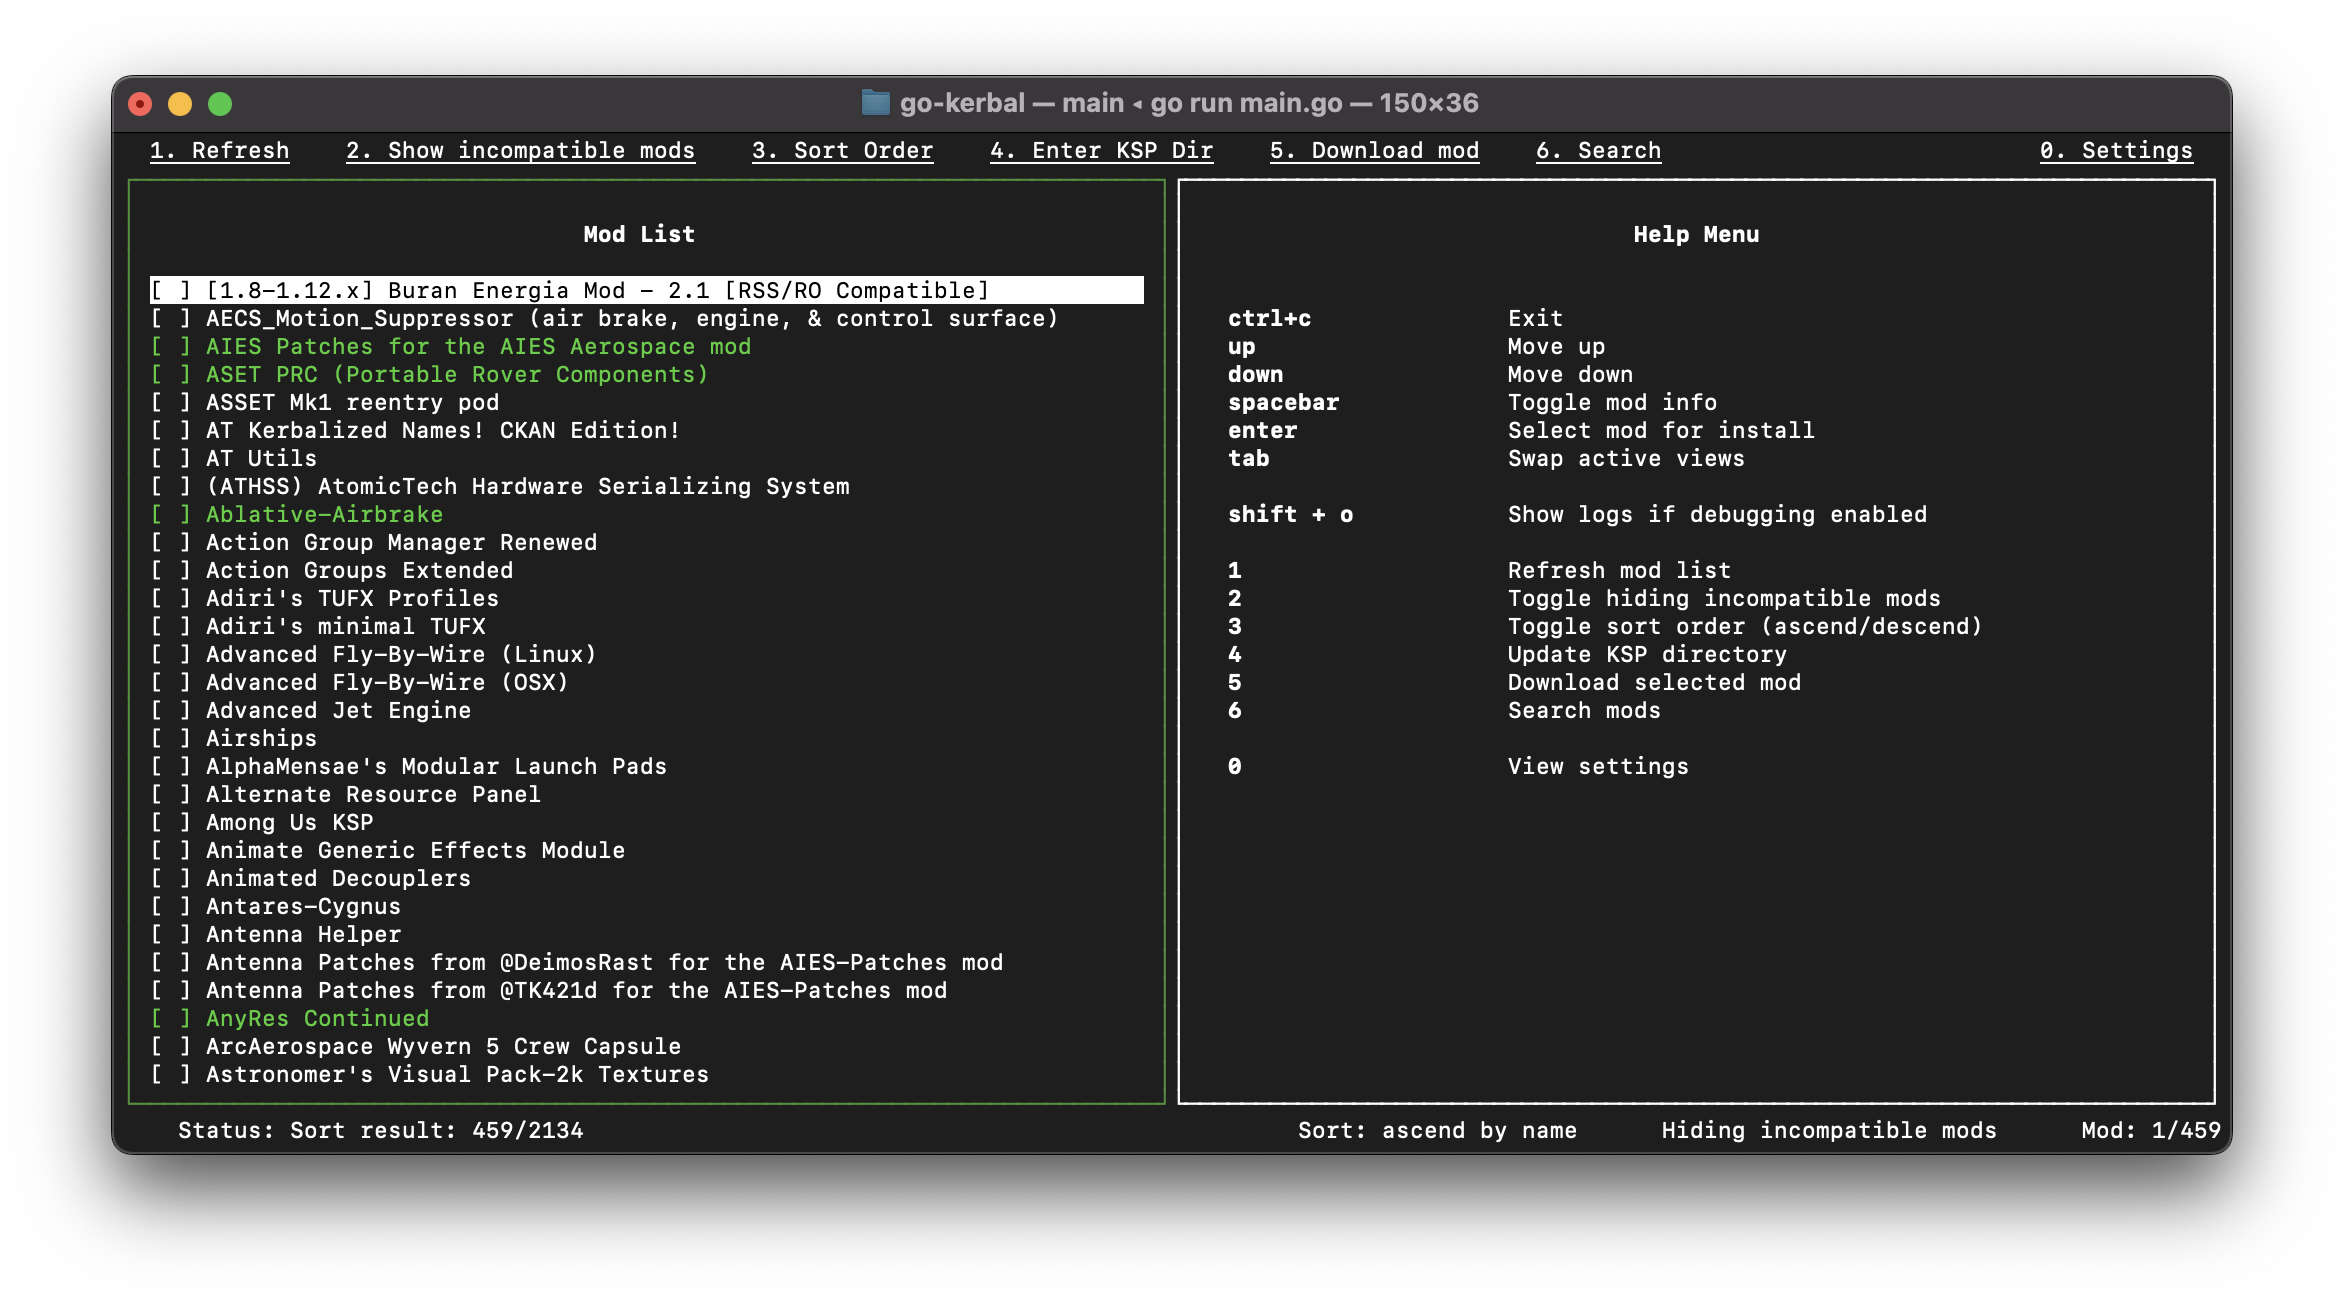 go-kerbal — main ◂ go run main.go — 150×36
1. Refresh 2. Show incompatible mods 3. Sort Order 4. Enter KSP Dir 5. Download mod 6. Search 0. Settings
Mod List
[ ] [1.8-1.12.x] Buran Energia Mod - 2.1 [RSS/RO Compatible]
[ ] AECS_Motion_Suppressor (air brake, engine, & control surface)
[ ] AIES Patches for the AIES Aerospace mod
[ ] ASET PRC (Portable Rover Components)
[ ] ASSET Mk1 reentry pod
[ ] AT Kerbalized Names! CKAN Edition!
[ ] AT Utils
[ ] (ATHSS) AtomicTech Hardware Serializing System
[ ] Ablative-Airbrake
[ ] Action Group Manager Renewed
[ ] Action Groups Extended
[ ] Adiri's TUFX Profiles
[ ] Adiri's minimal TUFX
[ ] Advanced Fly-By-Wire (Linux)
[ ] Advanced Fly-By-Wire (OSX)
[ ] Advanced Jet Engine
[ ] Airships
[ ] AlphaMensae's Modular Launch Pads
[ ] Alternate Resource Panel
[ ] Among Us KSP
[ ] Animate Generic Effects Module
[ ] Animated Decouplers
[ ] Antares-Cygnus
[ ] Antenna Helper
[ ] Antenna Patches from @DeimosRast for the AIES-Patches mod
[ ] Antenna Patches from @TK421d for the AIES-Patches mod
[ ] AnyRes Continued
[ ] ArcAerospace Wyvern 5 Crew Capsule
[ ] Astronomer's Visual Pack-2k Textures
Help Menu
ctrl+c Exit
up Move up
down Move down
spacebar Toggle mod info
enter Select mod for install
tab Swap active views
shift + o Show logs if debugging enabled
1 Refresh mod list
2 Toggle hiding incompatible mods
3 Toggle sort order (ascend/descend)
4 Update KSP directory
5 Download selected mod
6 Search mods
0 View settings
Status: Sort result: 459/2134 Sort: ascend by name Hiding incompatible mods Mod: 1/459